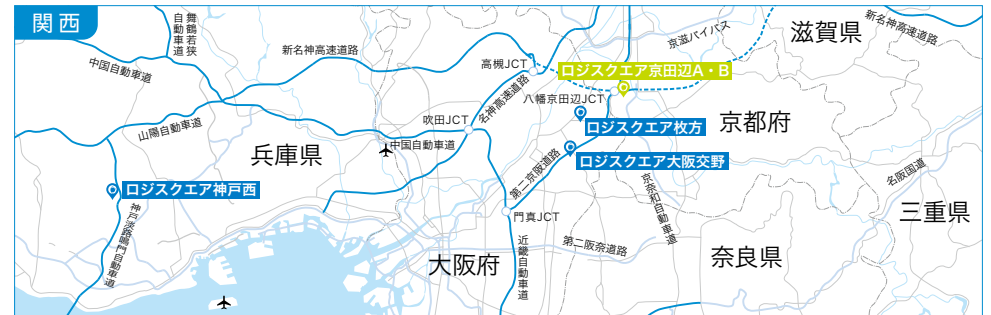 関西
舞鶴若狭
自動車道
中国自動車道
新名神高速道路
高槻JCT
京滋バイパス
滋賀県
新名神高速道路
ロジスクエア京田辺A・B
名神高速道路
八幡京田辺JCT
吹田JCT
山陽自動車道
中国自動車道
ロジスクエア枚方
京都府
兵庫県
ロジスクエア大阪交野
第二京阪道路
名阪国道
ロジスクエア神戸西
京奈和自動車道
神戸淡路鳴門自動車道
門真JCT
三重県
近畿自動車道
第二阪奈道路
大阪府
奈良県